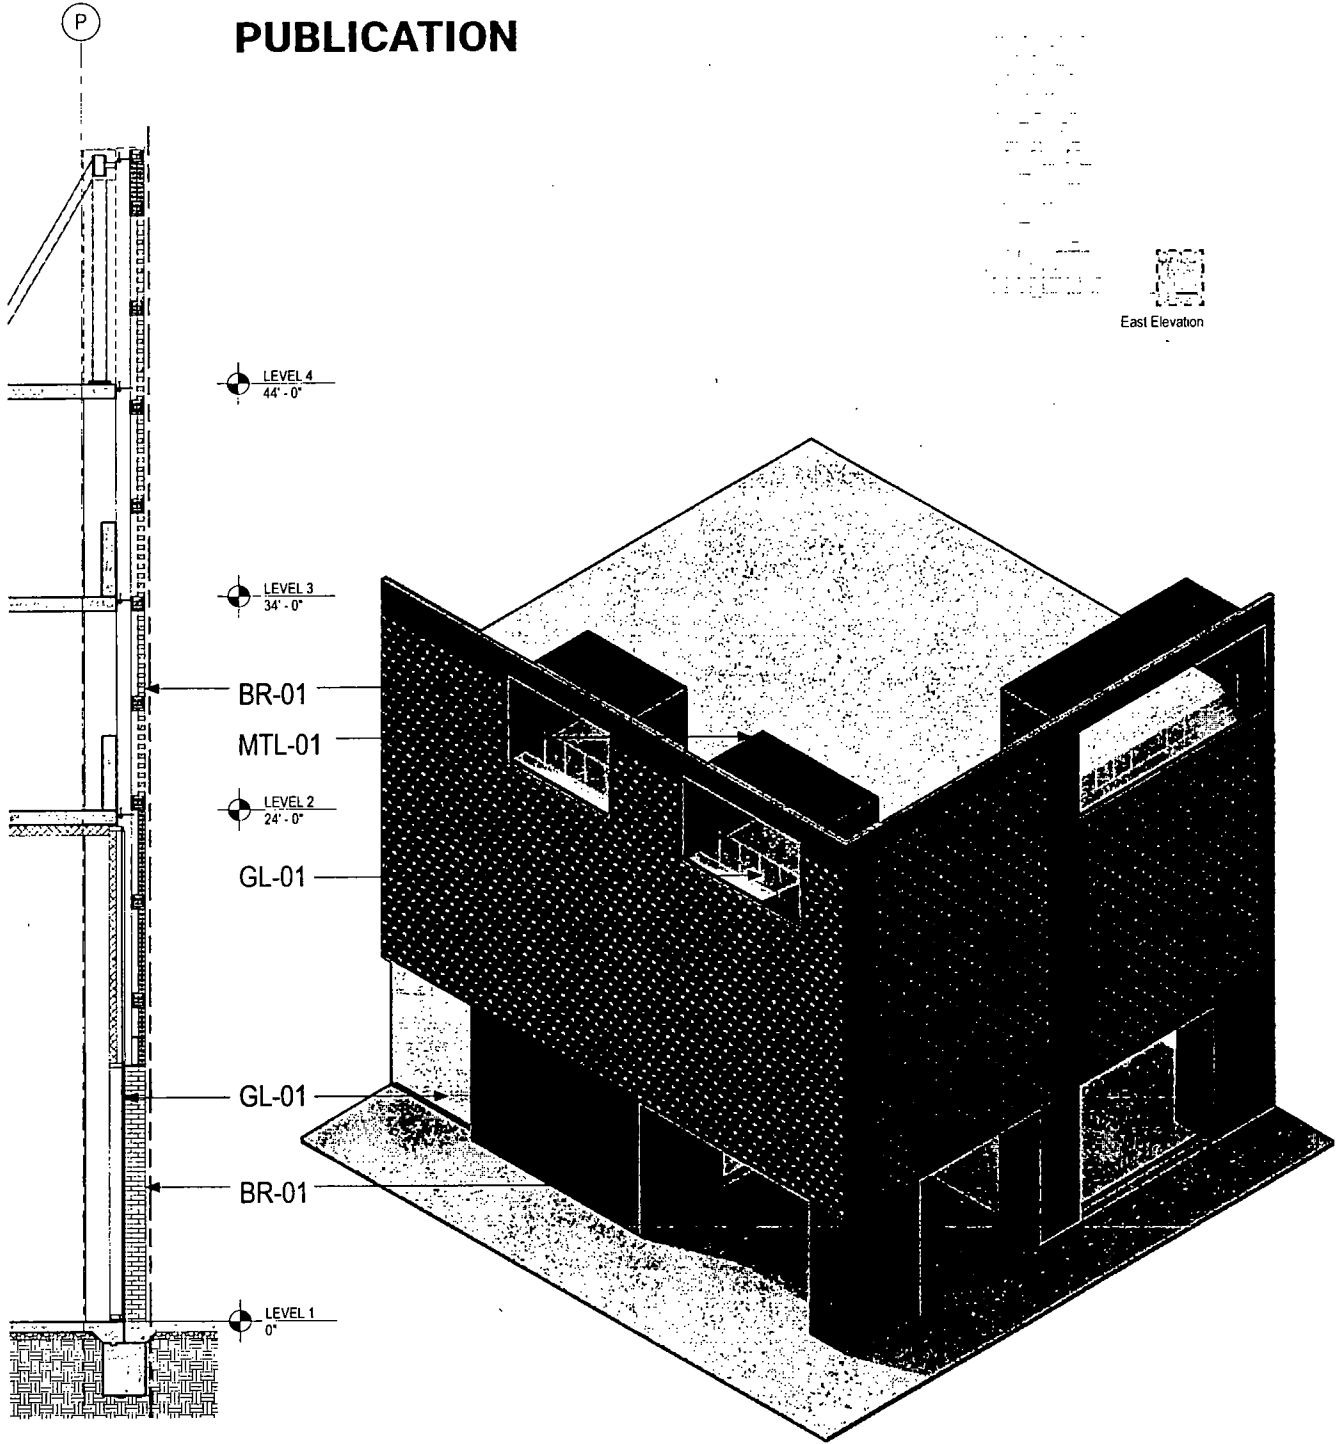 P
PUBLICATION
East Elevation
LEVEL 4
44' - 0"
LEVEL 3
34' - 0"
BR-01
MTL-01
LEVEL 2
24' - 0"
GL-01
GL-01
BR-01
LEVEL 1
0"